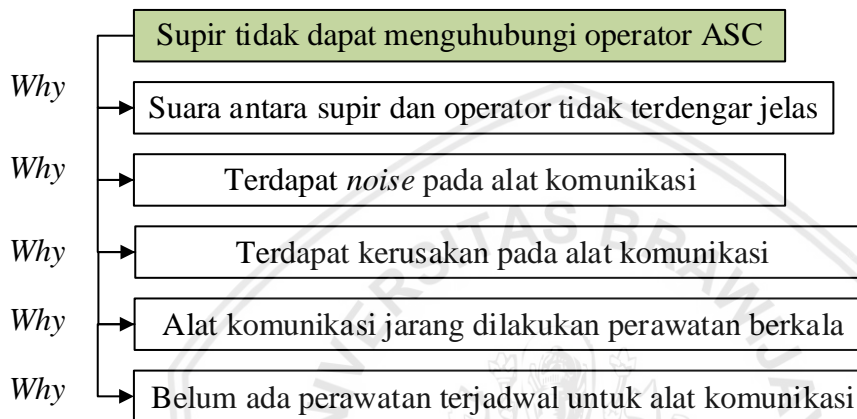 Supir tidak dapat menguhubungi operator ASC
Why
Suara antara supir dan operator tidak terdengar jelas
Why
Terdapat noise pada alat komunikasi
Why
Terdapat kerusakan pada alat komunikasi
Why
Alat komunikasi jarang dilakukan perawatan berkala
Why
Belum ada perawatan terjadwal untuk alat komunikasi
UNIVERSITAS BRAWIJAYA